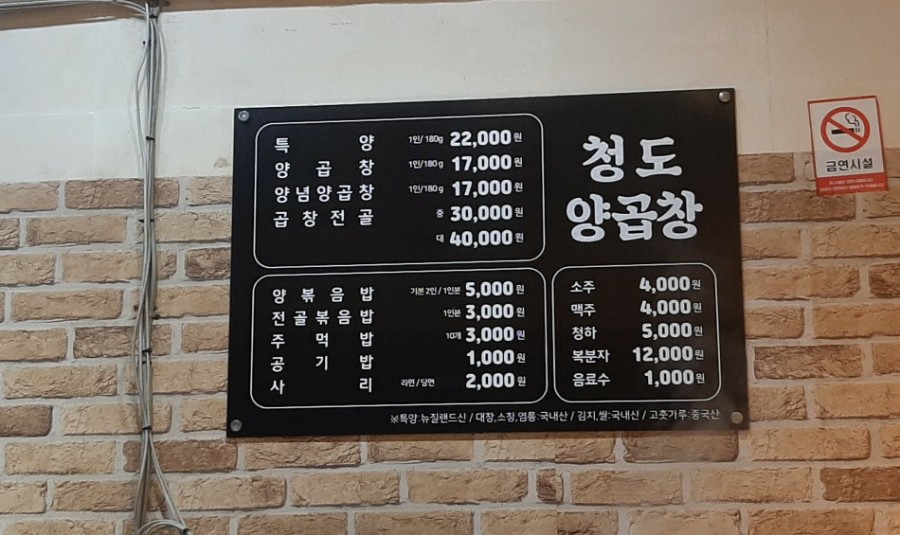 특양 1인/180g 22,000원
양곱창 1인/180g 17,000원
양념양곱창 1인/180g 17,000원
곱창전골 중 30,000원
대 40,000원
청도
양곱창
양볶음밥 기본 2인 / 1인분 5,000원
전골볶음밥 1인분 3,000원
주먹밥 10개 3,000원
공기밥 1,000원
사리 라면 / 당면 2,000원
소주 4,000원
맥주 4,000원
청하 5,000원
복분자 12,000원
음료수 1,000원
※특양:뉴질랜드산 / 대창,소창,염통:국내산 / 김치,쌀:국내산 / 고춧가루:중국산
금연시설